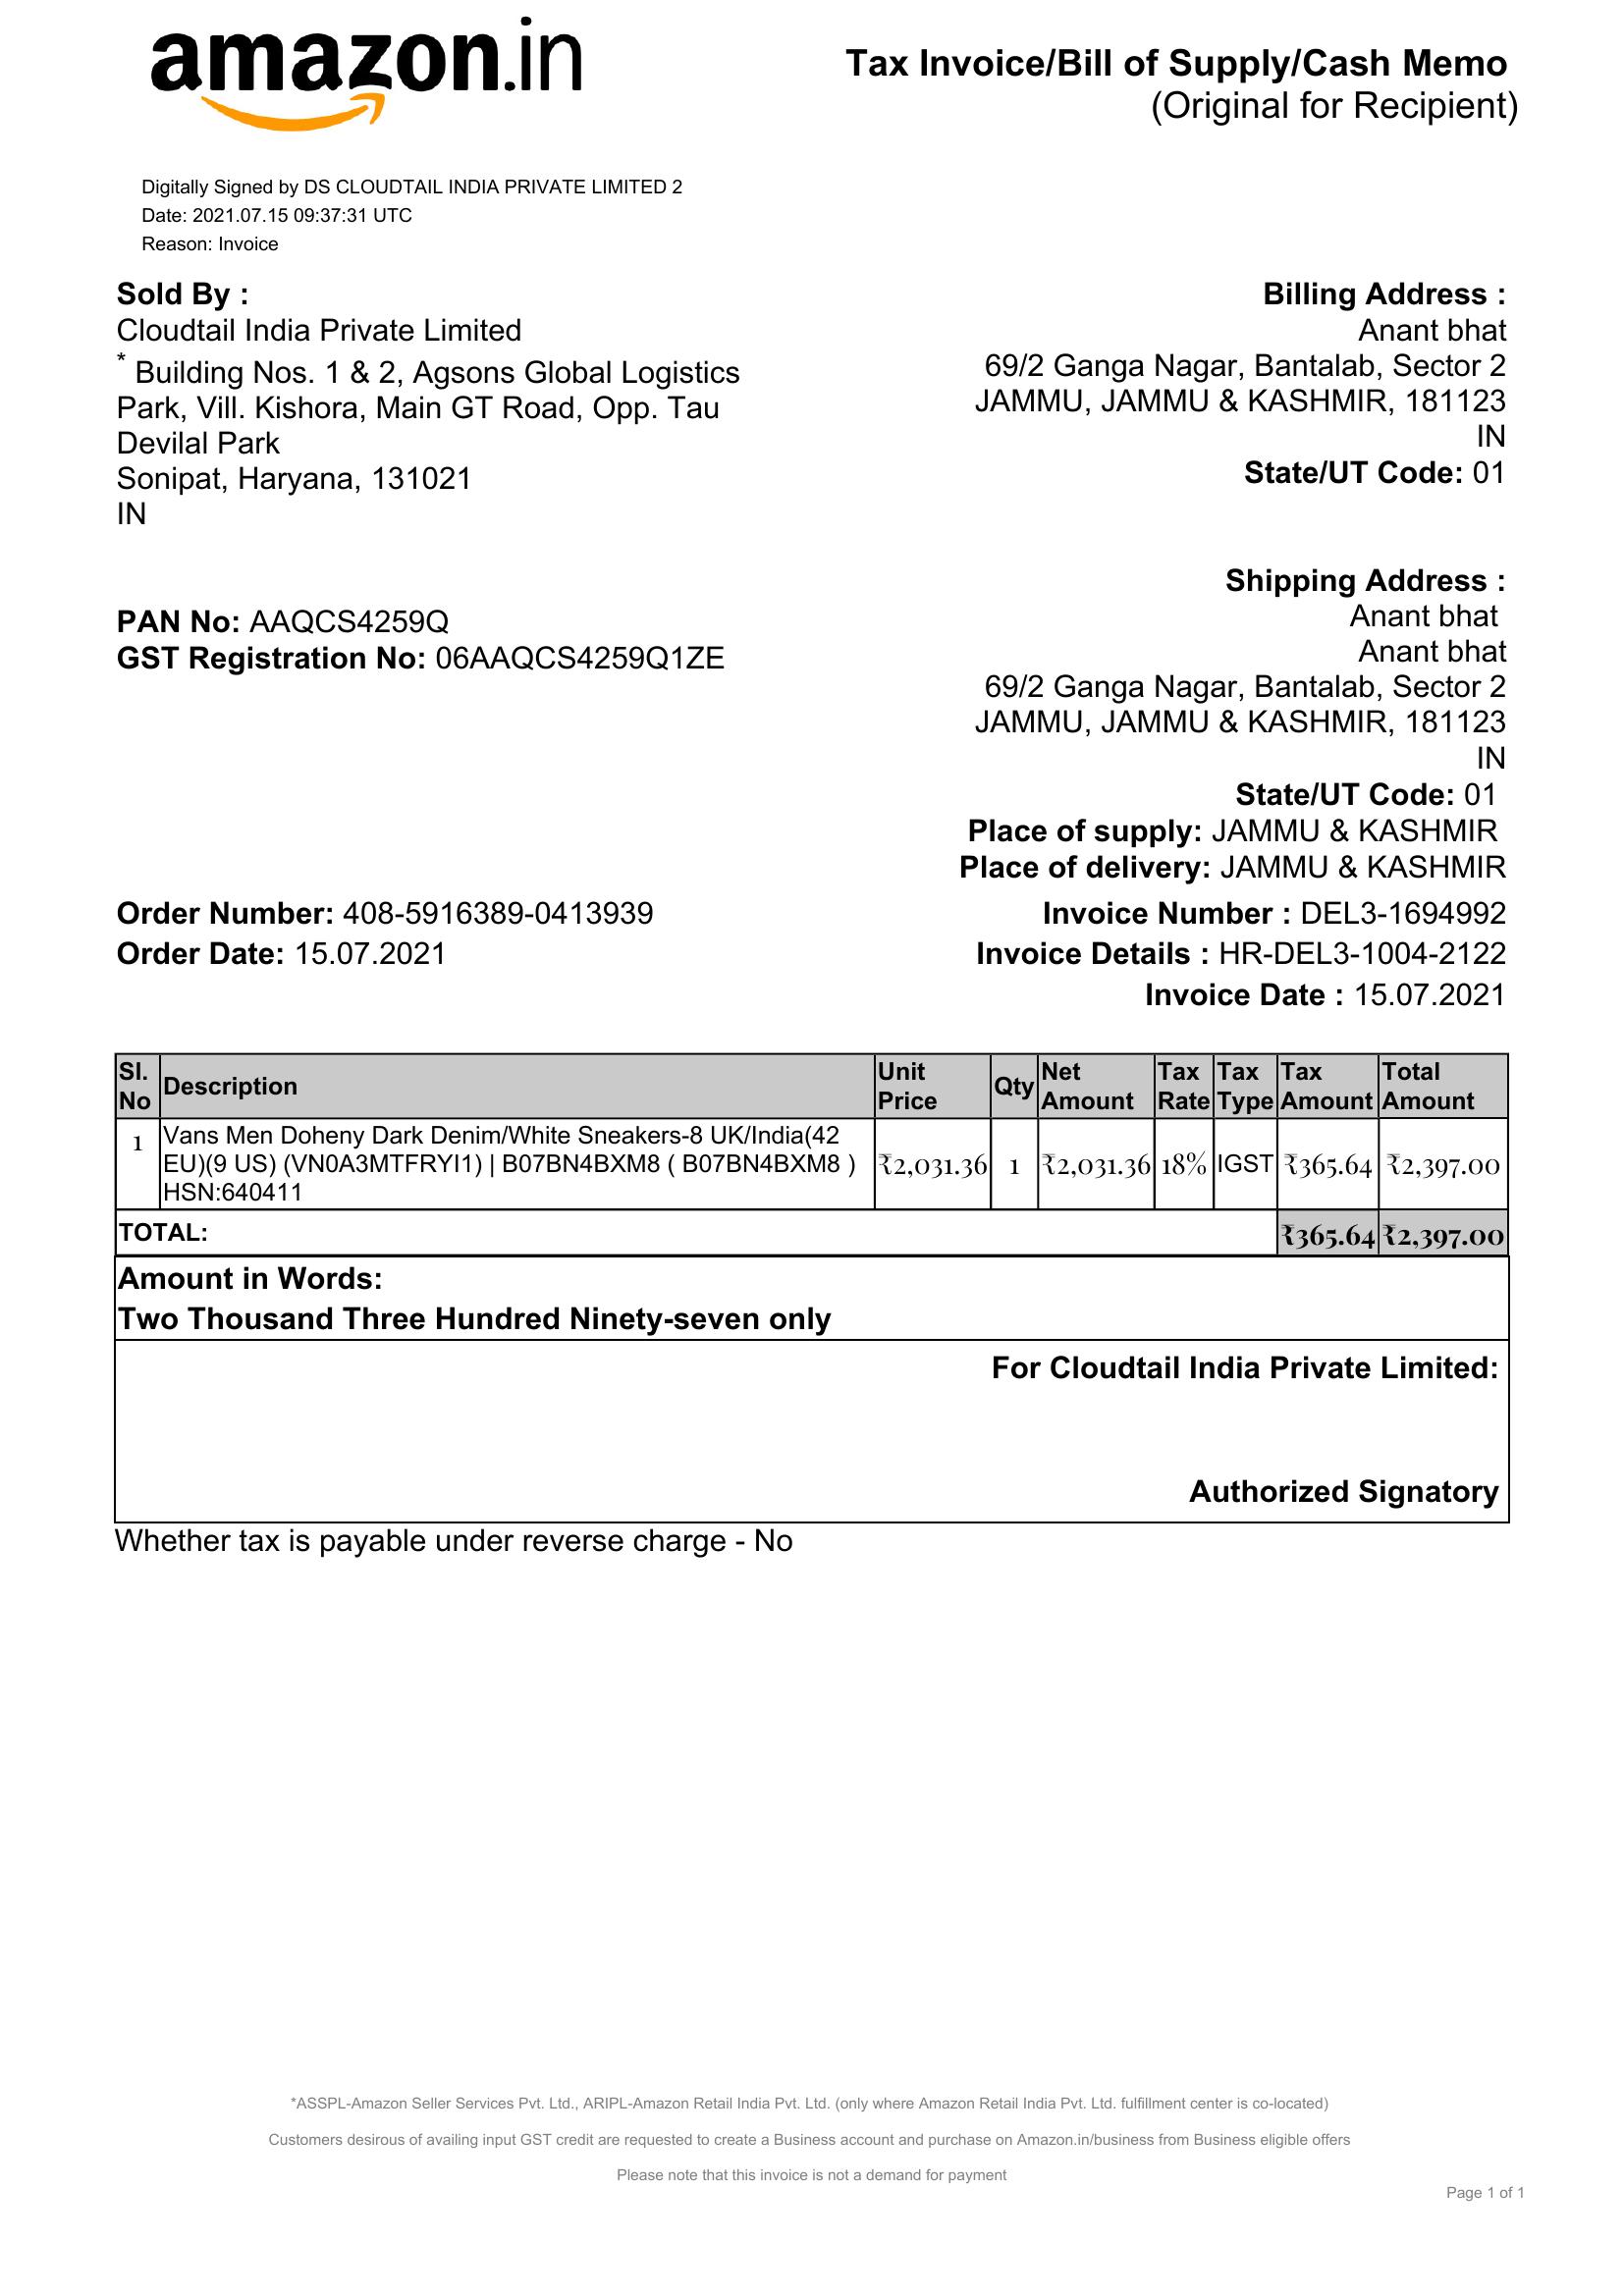 amazon.in
Tax Invoice/Bill of Supply/Cash Memo
(Original for Recipient)
Digitally Signed by DS CLOUDTAIL INDIA PRIVATE LIMITED 2
Date: 2021.07.15 09:37:31 UTC
Reason: Invoice
Sold By :
Cloudtail India Private Limited
* Building Nos. 1 & 2, Agsons Global Logistics
Park, Vill. Kishora, Main GT Road, Opp. Tau
Devilal Park
Sonipat, Haryana, 131021
IN
Billing Address :
Anant bhat
69/2 Ganga Nagar, Bantalab, Sector 2
JAMMU, JAMMU & KASHMIR, 181123
IN
State/UT Code: 01
PAN No: AAQCS4259Q
GST Registration No: 06AAQCS4259Q1ZE
Shipping Address :
Anant bhat
Anant bhat
69/2 Ganga Nagar, Bantalab, Sector 2
JAMMU, JAMMU & KASHMIR, 181123
IN
State/UT Code: 01
Place of supply: JAMMU & KASHMIR
Place of delivery: JAMMU & KASHMIR
Order Number: 408-5916389-0413939
Order Date: 15.07.2021
Invoice Number : DEL3-1694992
Invoice Details : HR-DEL3-1004-2122
Invoice Date : 15.07.2021
Sl. No Description Unit Price Qty Net Amount Tax Rate Tax Type Tax Amount Total Amount
1 Vans Men Doheny Dark Denim/White Sneakers-8 UK/India(42
EU)(9 US) (VN0A3MTFRYI1) | B07BN4BXM8 ( B07BN4BXM8 )
HSN:640411
₹2,031.36 1 ₹2,031.36 18% IGST ₹365.64 ₹2,397.00
TOTAL: ₹365.64 ₹2,397.00
Amount in Words:
Two Thousand Three Hundred Ninety-seven only
For Cloudtail India Private Limited:
Authorized Signatory
Whether tax is payable under reverse charge - No
*ASSPL-Amazon Seller Services Pvt. Ltd., ARIPL-Amazon Retail India Pvt. Ltd. (only where Amazon Retail India Pvt. Ltd. fulfillment center is co-located)
Customers desirous of availing input GST credit are requested to create a Business account and purchase on Amazon.in/business from Business eligible offers
Please note that this invoice is not a demand for payment
Page 1 of 1